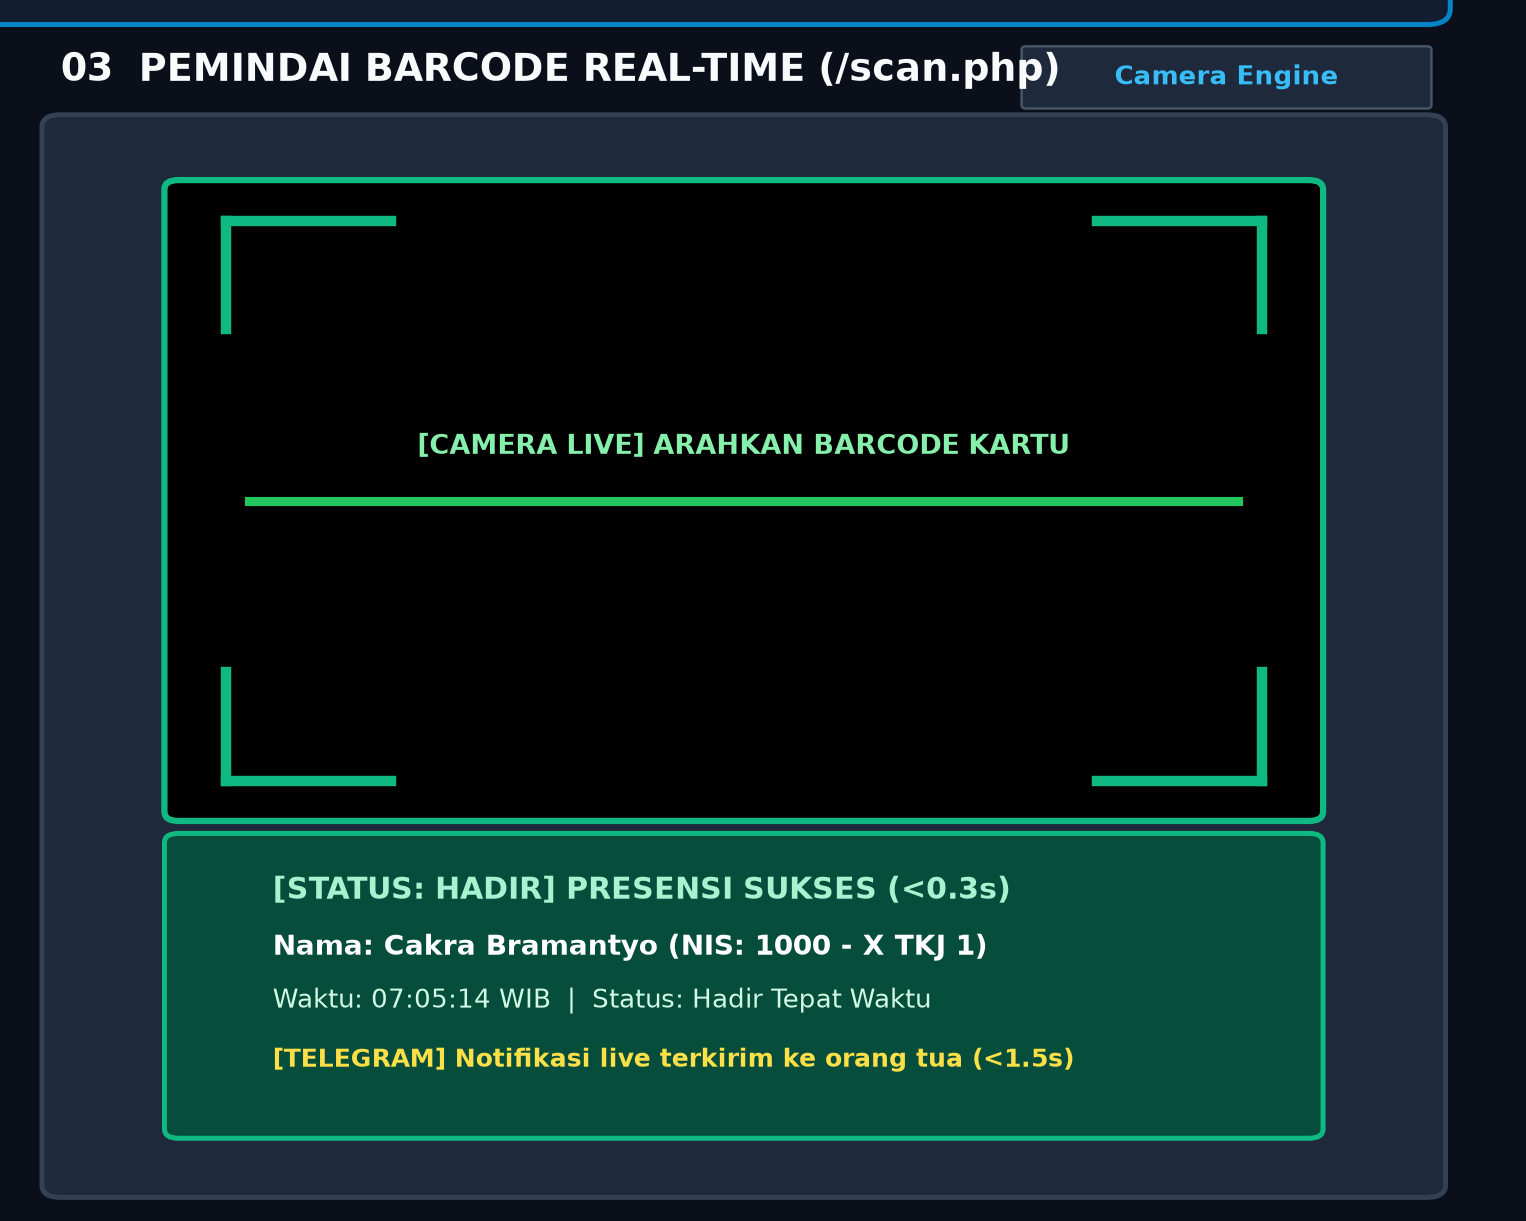 03 PEMINDAI BARCODE REAL-TIME (/scan.php)
Camera Engine
[CAMERA LIVE] ARAHKAN BARCODE KARTU
[STATUS: HADIR] PRESENSI SUKSES (<0.3s)
Nama: Cakra Bramantyo (NIS: 1000 - X TKJ 1)
Waktu: 07:05:14 WIB | Status: Hadir Tepat Waktu
[TELEGRAM] Notifikasi live terkirim ke orang tua (<1.5s)